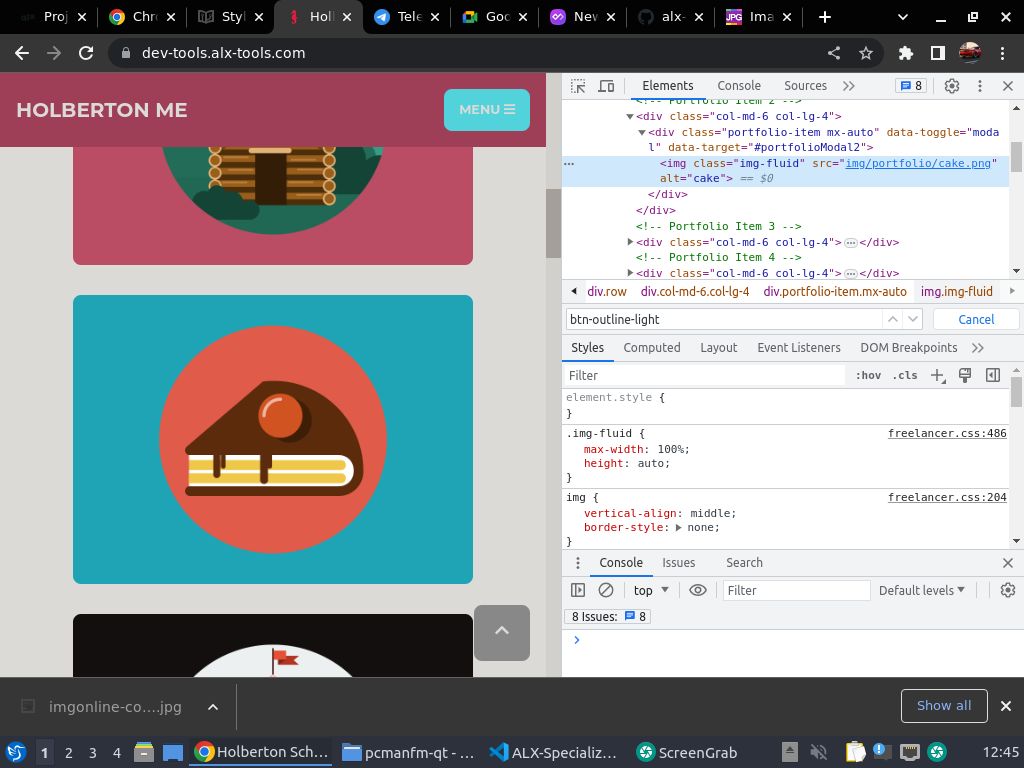 Proj
Chr
Styl
Holl
Tele
Goo
Nev
alx-
JPG
Ima
dev-tools.alx-tools.com
HOLBERTON ME
MENU
Elements
Console
Sources
8
<!-- Portfolio Item 2 -->
<div class="col-md-6 col-lg-4">
<div class="portfolio-item mx-auto" data-toggle="moda
l" data-target="#portfolioModal2">
<img class="img-fluid" src="img/portfolio/cake.png"
alt="cake"> == $0
</div>
</div>
<!-- Portfolio Item 3 -->
<div class="col-md-6 col-lg-4"> … </div>
<!-- Portfolio Item 4 -->
<div class="col-md-6 col-lg-4"> … </div>
div.row div.col-md-6.col-lg-4 div.portfolio-item.mx-auto img.img-fluid
btn-outline-light
Cancel
Styles Computed Layout Event Listeners DOM Breakpoints
Filter
:hov .cls
element.style {
}
.img-fluid {
freelancer.css:486
max-width: 100%;
height: auto;
}
img {
freelancer.css:204
vertical-align: middle;
border-style: none;
}
Console Issues Search
top
Filter
Default levels
8 Issues: 8
imgonline-co....jpg
Show all
1 2 3 4
Holberton Sch...
pcmanfm-qt - ...
ALX-Specializ...
ScreenGrab
12:45